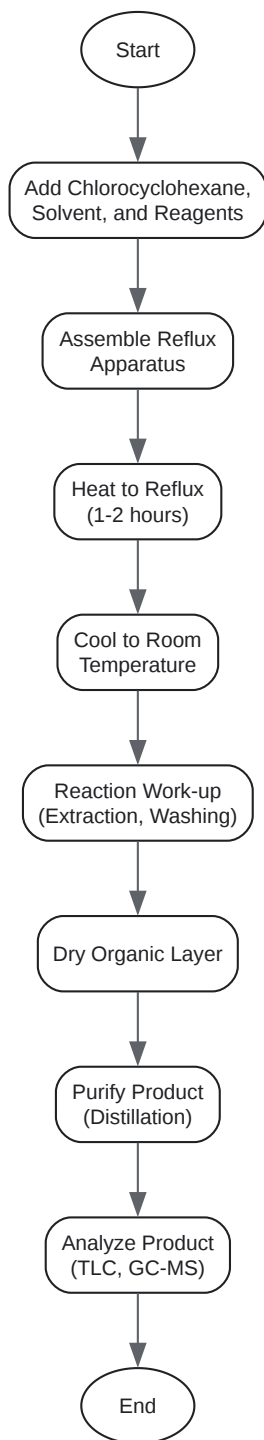 Start
Add Chlorocyclohexane,
Solvent, and Reagents
Assemble Reflux
Apparatus
Heat to Reflux
(1-2 hours)
Cool to Room
Temperature
Reaction Work-up
(Extraction, Washing)
Dry Organic Layer
Purify Product
(Distillation)
Analyze Product
(TLC, GC-MS)
End